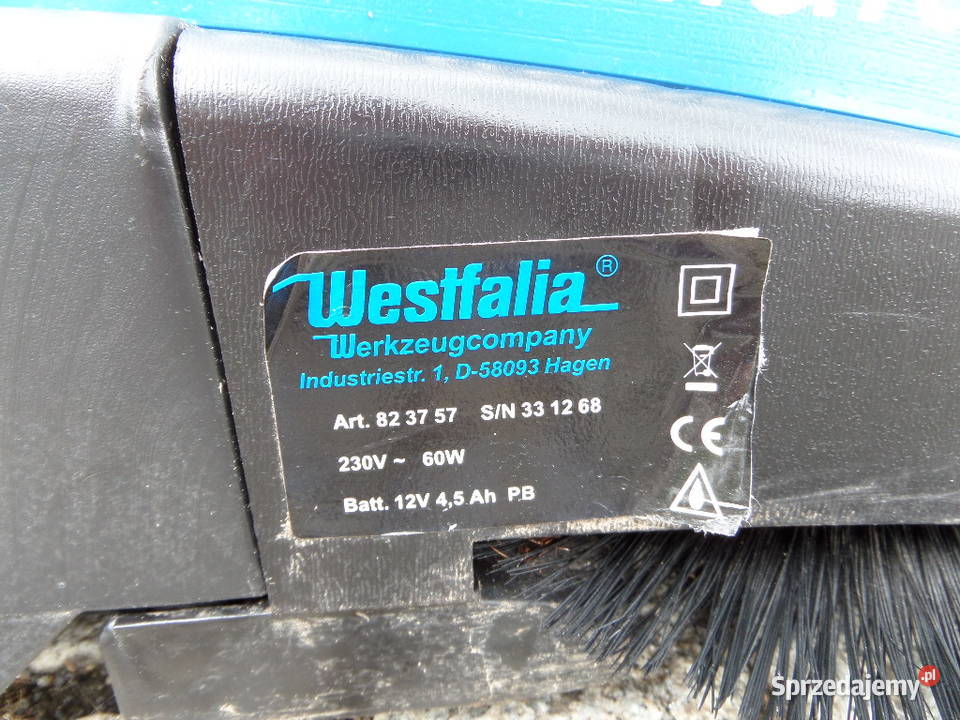 Westfalia ®
Werkzeugcompany
Industriestr. 1, D-58093 Hagen
Art. 82 37 57 S/N 33 12 68
230V ~ 60W
CE
Batt. 12V 4,5 Ah PB
Sprzedajemy.pl